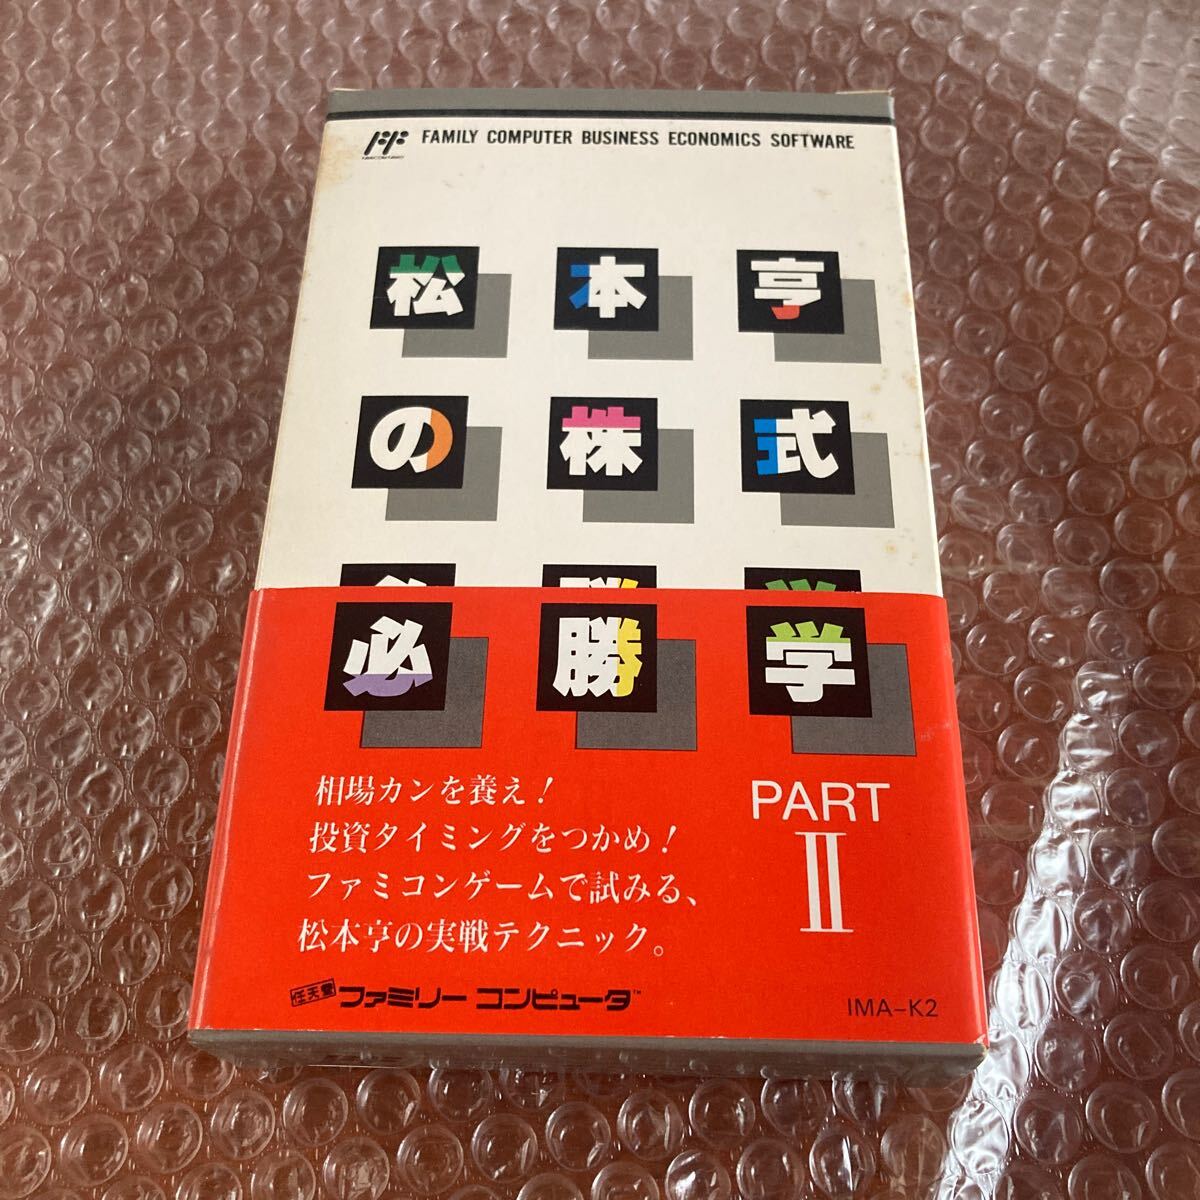 FAMILY COMPUTER BUSINESS ECONOMICS SOFTWARE
松本亨
の株式
必勝学
PART
II
相場カンを養え!
投資タイミングをつかめ!
ファミコンゲームで試みる、
松本亨の実戦テクニック。
任天堂 ファミリー コンピュータ™
IMA-K2